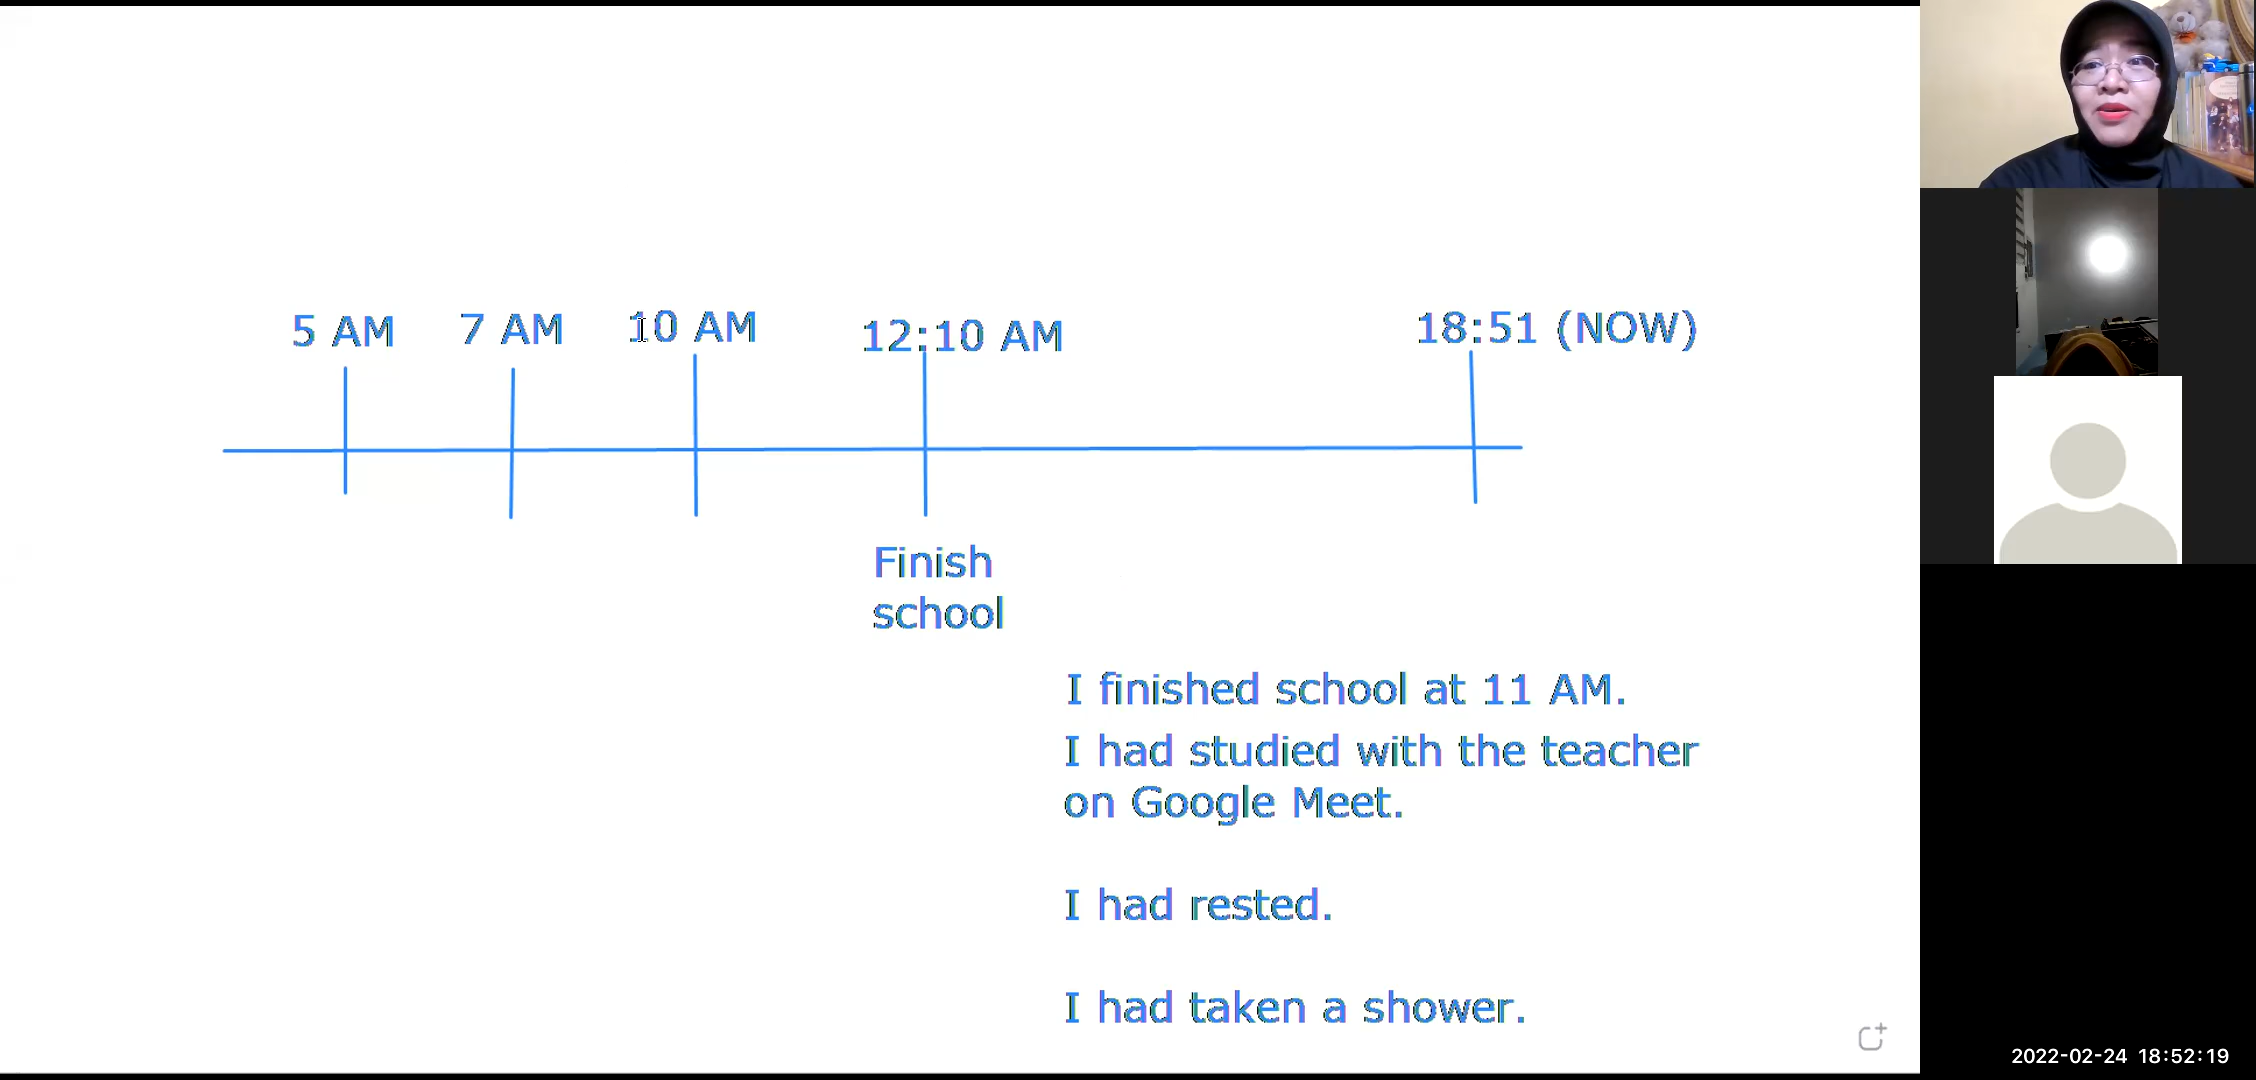 5 AM
7 AM
10 AM
12:10 AM
18:51 (NOW)
Finish
school
I finished school at 11 AM.
I had studied with the teacher
on Google Meet.
I had rested.
I had taken a shower.
2022-02-24 18:52:19